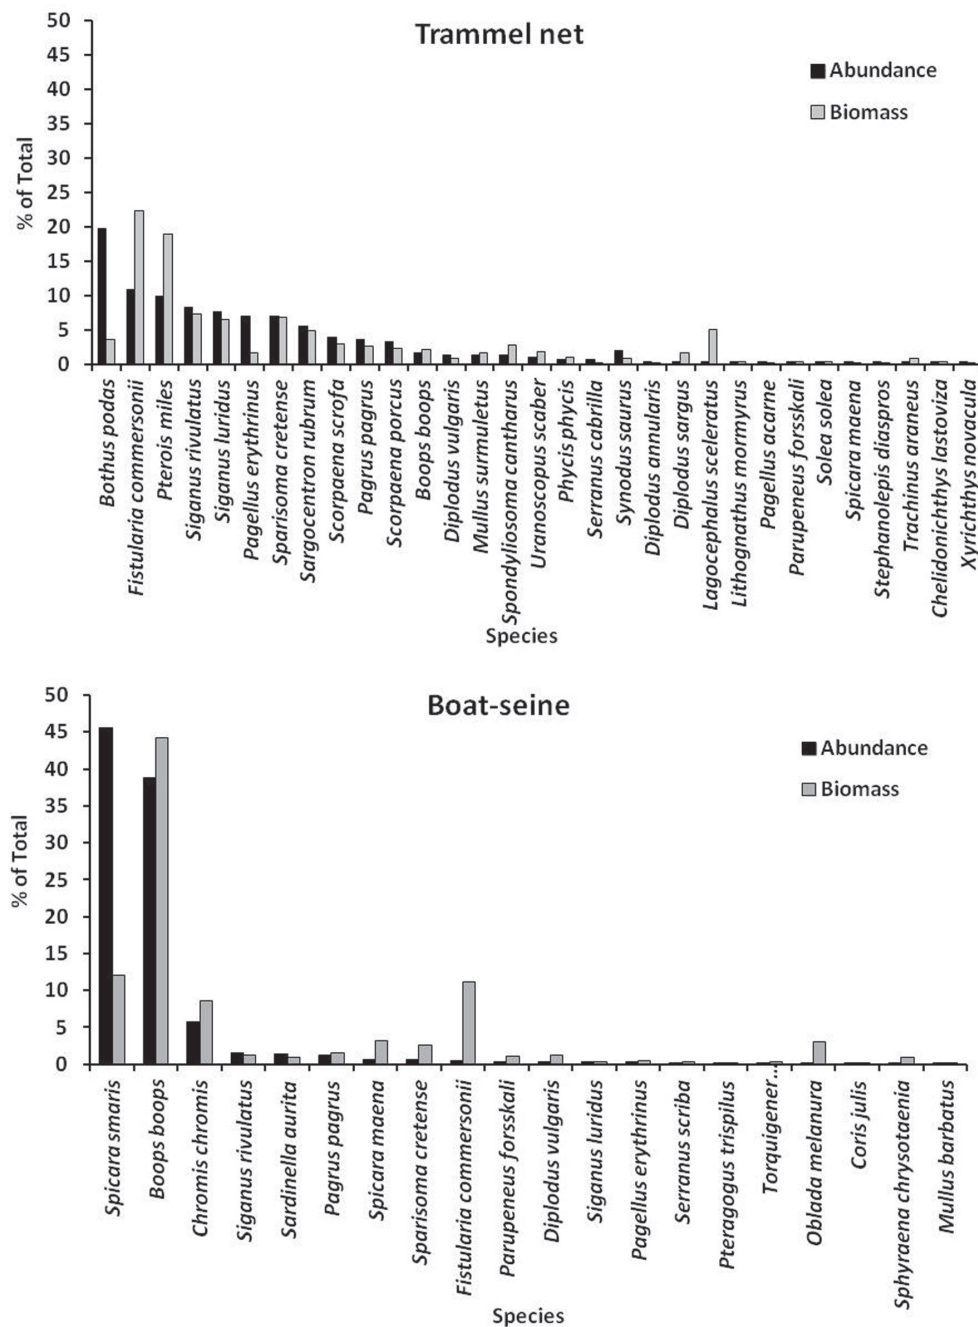 Trammel net
Abundance
Biomass
% of Total
50
45
40
35
30
25
20
15
10
5
0
Bothus podas
Fistularia commersonii
Pterois miles
Siganus rivulatus
Siganus luridus
Pagellus erythrinus
Sparisoma cretense
Sargocentron rubrum
Scorpaena scrofa
Pagrus pagrus
Scorpaena porcus
Boops boops
Diplodus vulgaris
Mullus surmuletus
Spondyliosoma cantharus
Uranoscopus scaber
Phycis phycis
Serranus cabrilla
Synodus saurus
Diplodus annularis
Diplodus sargus
Lagocephalus sceleratus
Lithognathus mormyrus
Pagellus acarne
Parupeneus forsskali
Solea solea
Spicara maena
Stephanolepis diaspros
Trachinus araneus
Chelidonichthys lastoviza
Xyrichthys novacula
Species
Boat-seine
Abundance
Biomass
% of Total
50
45
40
35
30
25
20
15
10
5
0
Spicara smaris
Boops boops
Chromis chromis
Siganus rivulatus
Sardinella aurita
Pagrus pagrus
Spicara maena
Sparisoma cretense
Fistularia commersonii
Parupeneus forsskali
Diplodus vulgaris
Siganus luridus
Pagellus erythrinus
Serranus scriba
Pteragogus trispilus
Torquigener...
Oblada melanura
Coris julis
Sphyraena chrysotaenia
Mullus barbatus
Species